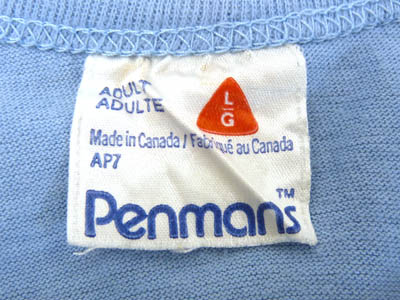 ADULT
ADULTE
L
G
Made in Canada / Fabriqué au Canada
AP7
Penmans™